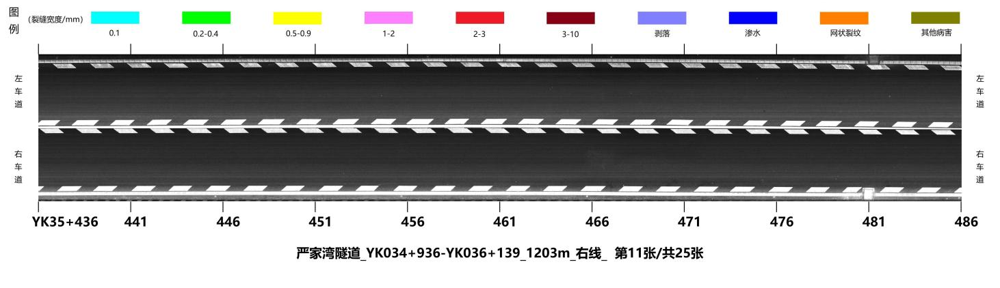 图例
(裂缝宽度/mm)
0.1
0.2-0.4
0.5-0.9
1-2
2-3
3-10
剥落
渗水
网状裂纹
其他病害
左车道
左车道
右车道
右车道
YK35+436
441
446
451
456
461
466
471
476
481
486
严家湾隧道_YK034+936-YK036+139_1203m_右线_ 第11张/共25张